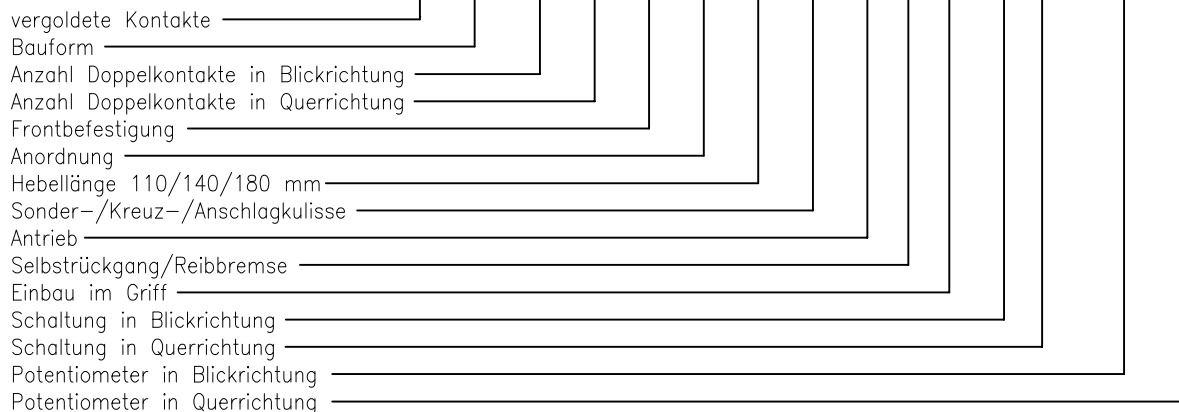 vergoldete Kontakte
Bauform
Anzahl Doppelkontakte in Blickrichtung
Anzahl Doppelkontakte in Querrichtung
Frontbefestigung
Anordnung
Hebellänge 110/140/180 mm
Sonder-/Kreuz-/Anschlagkulisse
Antrieb
Selbstrückgang/Reibbremse
Einbau im Griff
Schaltung in Blickrichtung
Schaltung in Querrichtung
Potentiometer in Blickrichtung
Potentiometer in Querrichtung